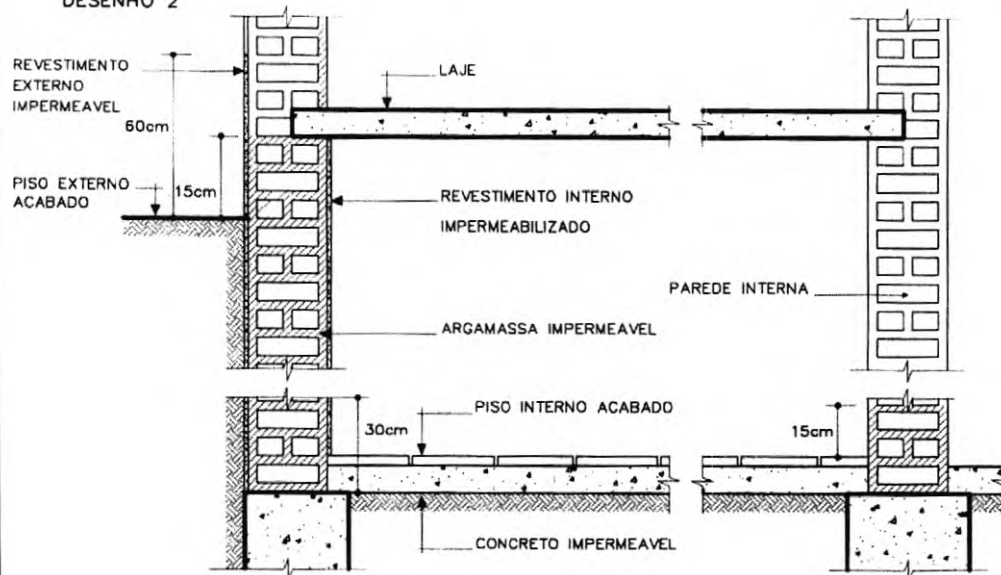 DESENHO 2
REVESTIMENTO
EXTERNO
IMPERMEAVEL
60cm
LAJE
PISO EXTERNO
ACABADO
15cm
REVESTIMENTO INTERNO
IMPERMEABILIZADO
PAREDE INTERNA
ARGAMASSA IMPERMEAVEL
PISO INTERNO ACABADO
30cm
15cm
CONCRETO IMPERMEAVEL